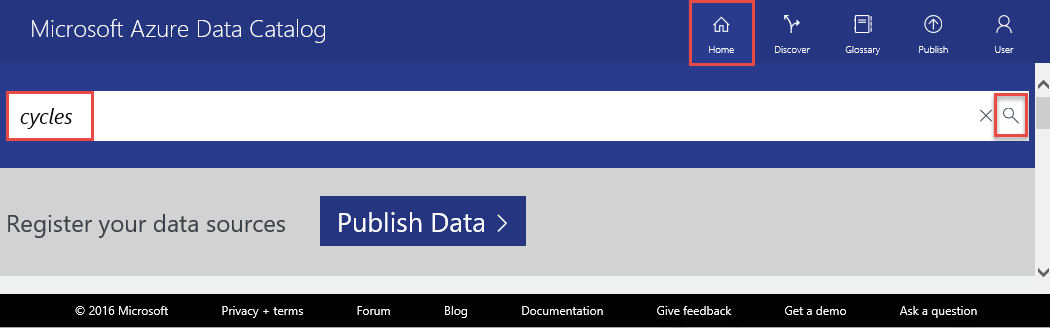 Microsoft Azure Data Catalog
Home Discover Glossary Publish User
cycles
Register your data sources Publish Data
© 2016 Microsoft Privacy + terms Forum Blog Documentation Give feedback Get a demo Ask a question